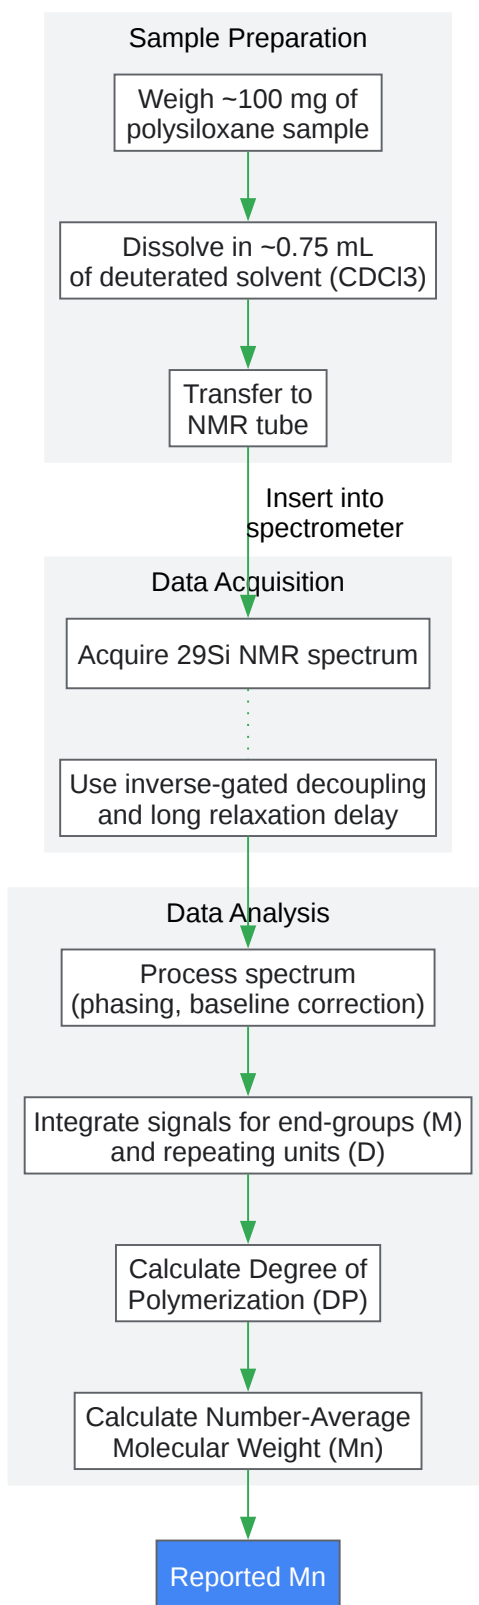 Sample Preparation
Weigh ~100 mg of
polysiloxane sample
Dissolve in ~0.75 mL
of deuterated solvent (CDCl3)
Transfer to
NMR tube
Insert into
spectrometer
Data Acquisition
Acquire 29Si NMR spectrum
Use inverse-gated decoupling
and long relaxation delay
Data Analysis
Process spectrum
(phasing, baseline correction)
Integrate signals for end-groups (M)
and repeating units (D)
Calculate Degree of
Polymerization (DP)
Calculate Number-Average
Molecular Weight (Mn)
Reported Mn